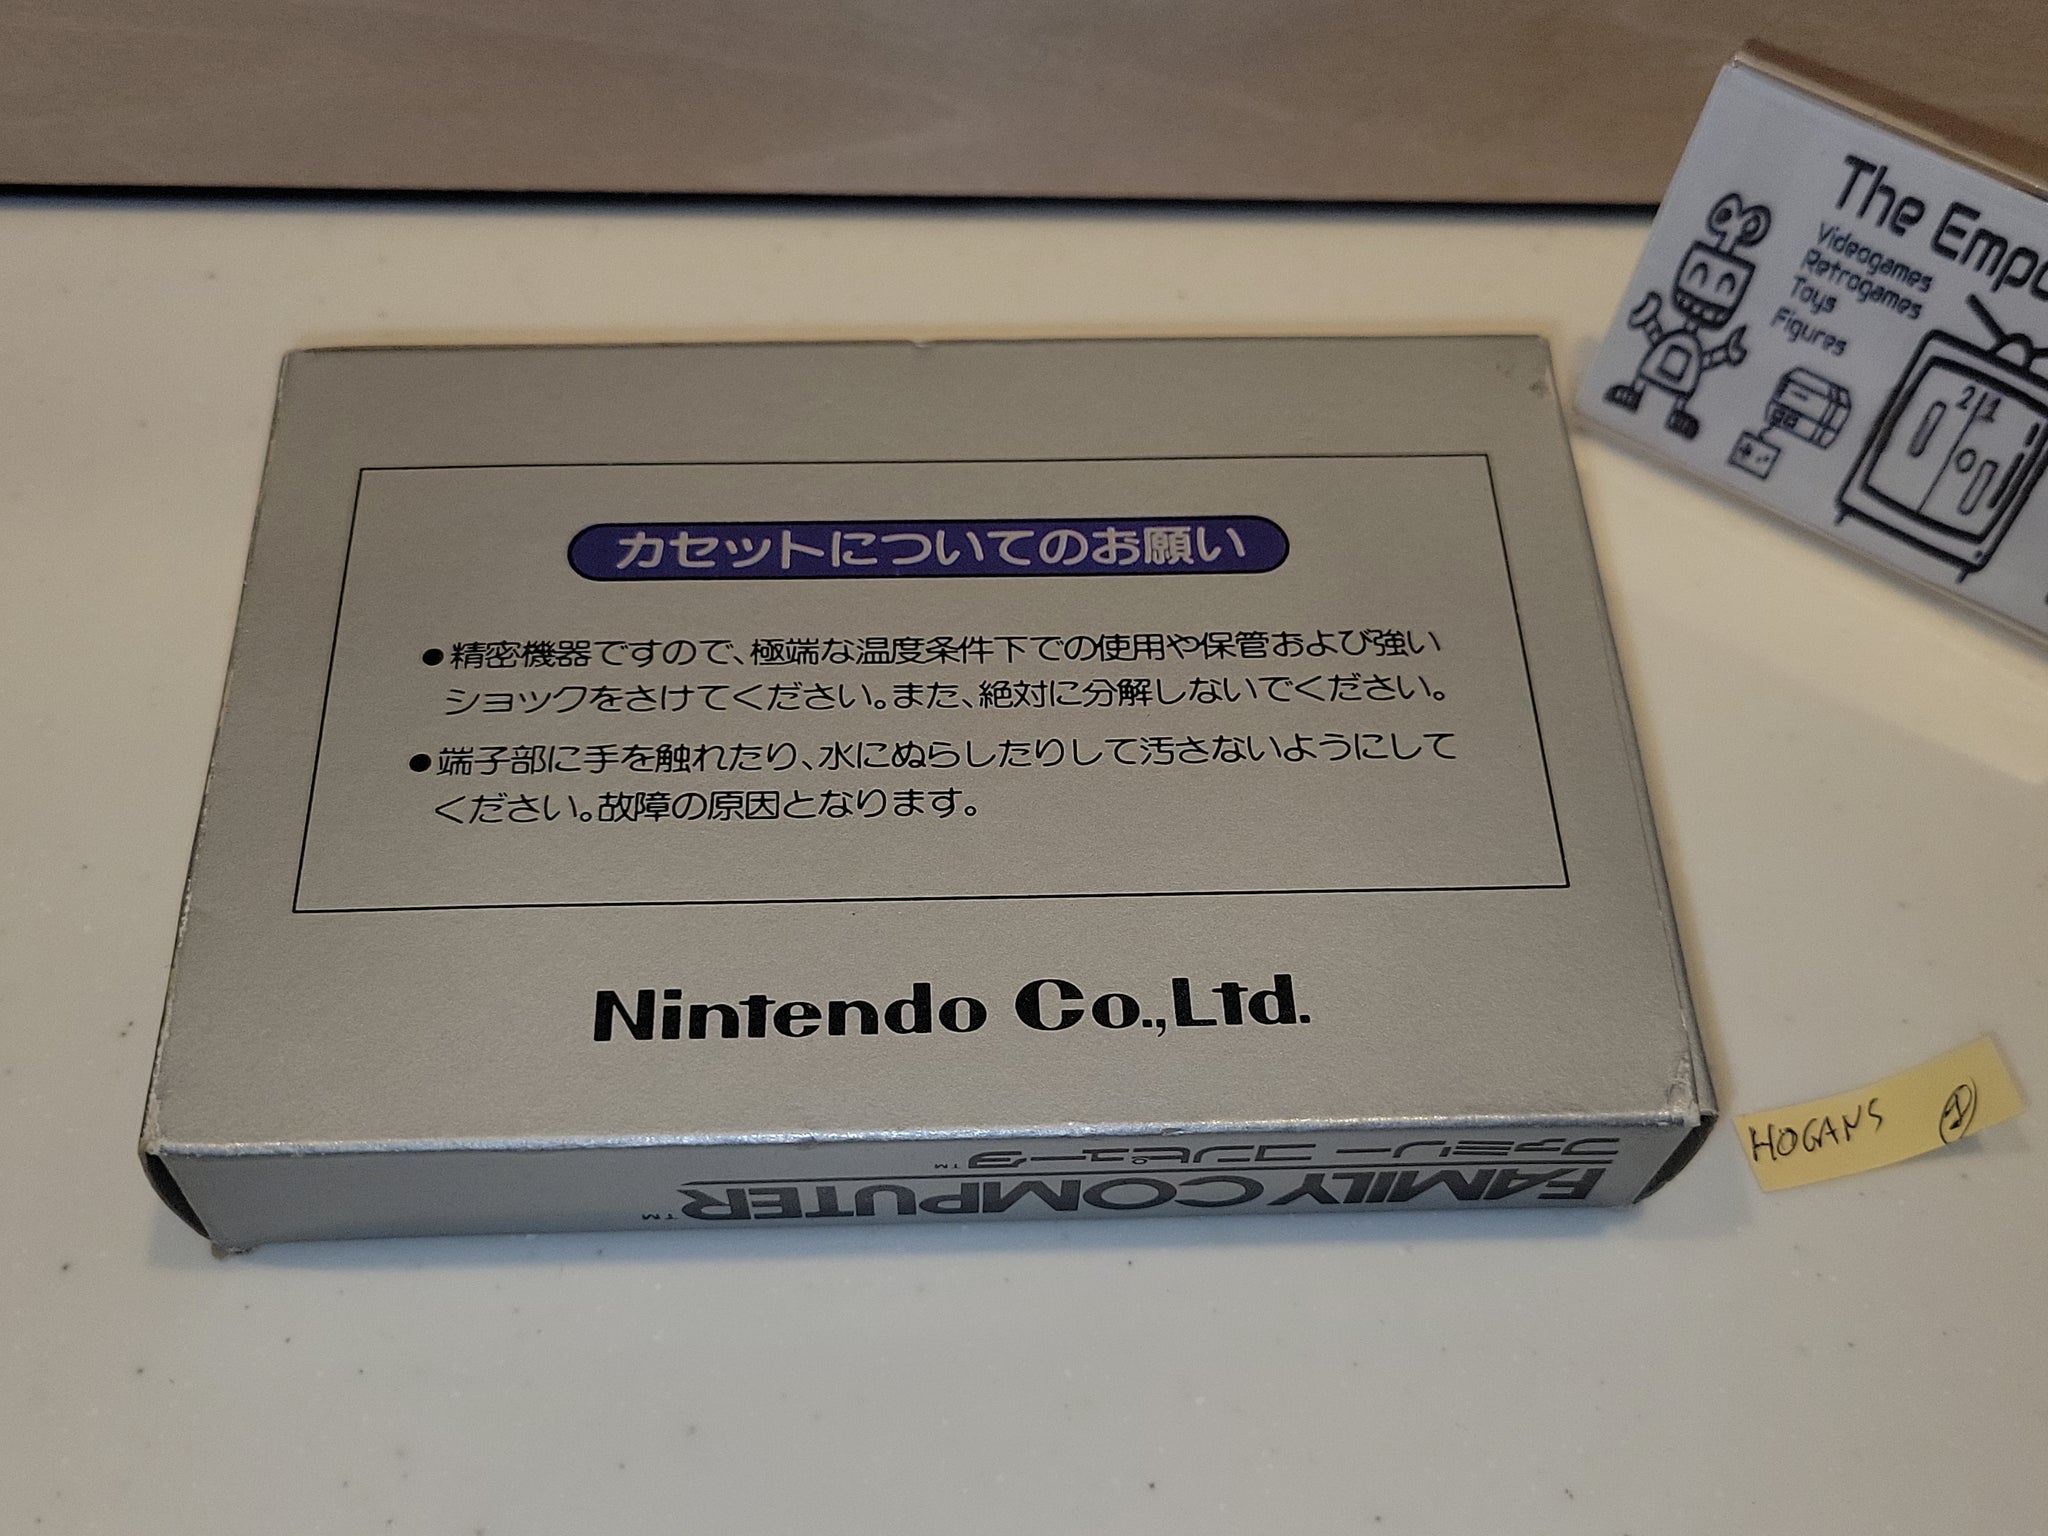 カセットについてのお願い
●精密機器ですので、極端な温度条件下での使用や保管および強い
ショックをさけてください。また、絶対に分解しないでください。
●端子部に手を触れたり、水にぬらしたりして汚さないようにして
ください。故障の原因となります。
Nintendo Co.,Ltd.
FAMILY COMPUTER™
ファミリー コンピュータ™
The Empo
Videogames
Retrogames
Toys
Figures
2 1
HOGANS ①